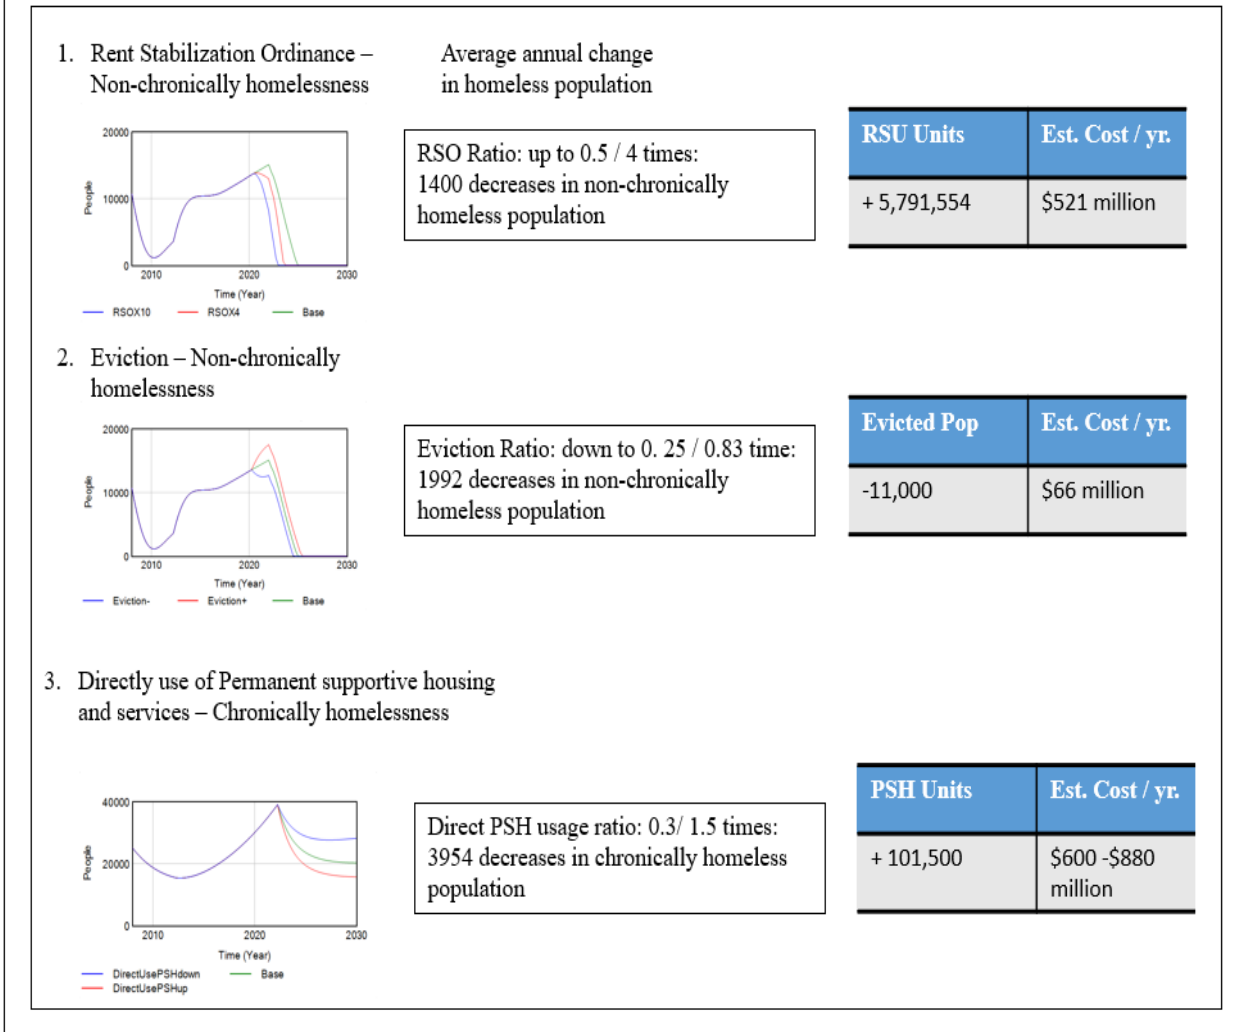 1. Rent Stabilization Ordinance –
Non-chronically homelessness
Average annual change
in homeless population
20000
10000
0
People
2010
2020
2030
Time (Year)
RSOX10
RSOX4
Base
RSO Ratio: up to 0.5 / 4 times:
1400 decreases in non-chronically
homeless population
RSU Units
Est. Cost / yr.
+ 5,791,554
$521 million
2. Eviction – Non-chronically
homelessness
20000
10000
0
People
2010
2020
2030
Time (Year)
Eviction-
Eviction+
Base
Eviction Ratio: down to 0. 25 / 0.83 time:
1992 decreases in non-chronically
homeless population
Evicted Pop
Est. Cost / yr.
-11,000
$66 million
3. Directly use of Permanent supportive housing
and services – Chronically homelessness
40000
20000
0
People
2010
2020
2030
Time (Year)
DirectUsePSHdown
Base
DirectUsePSHup
Direct PSH usage ratio: 0.3/ 1.5 times:
3954 decreases in chronically homeless
population
PSH Units
Est. Cost / yr.
+ 101,500
$600 -$880
million